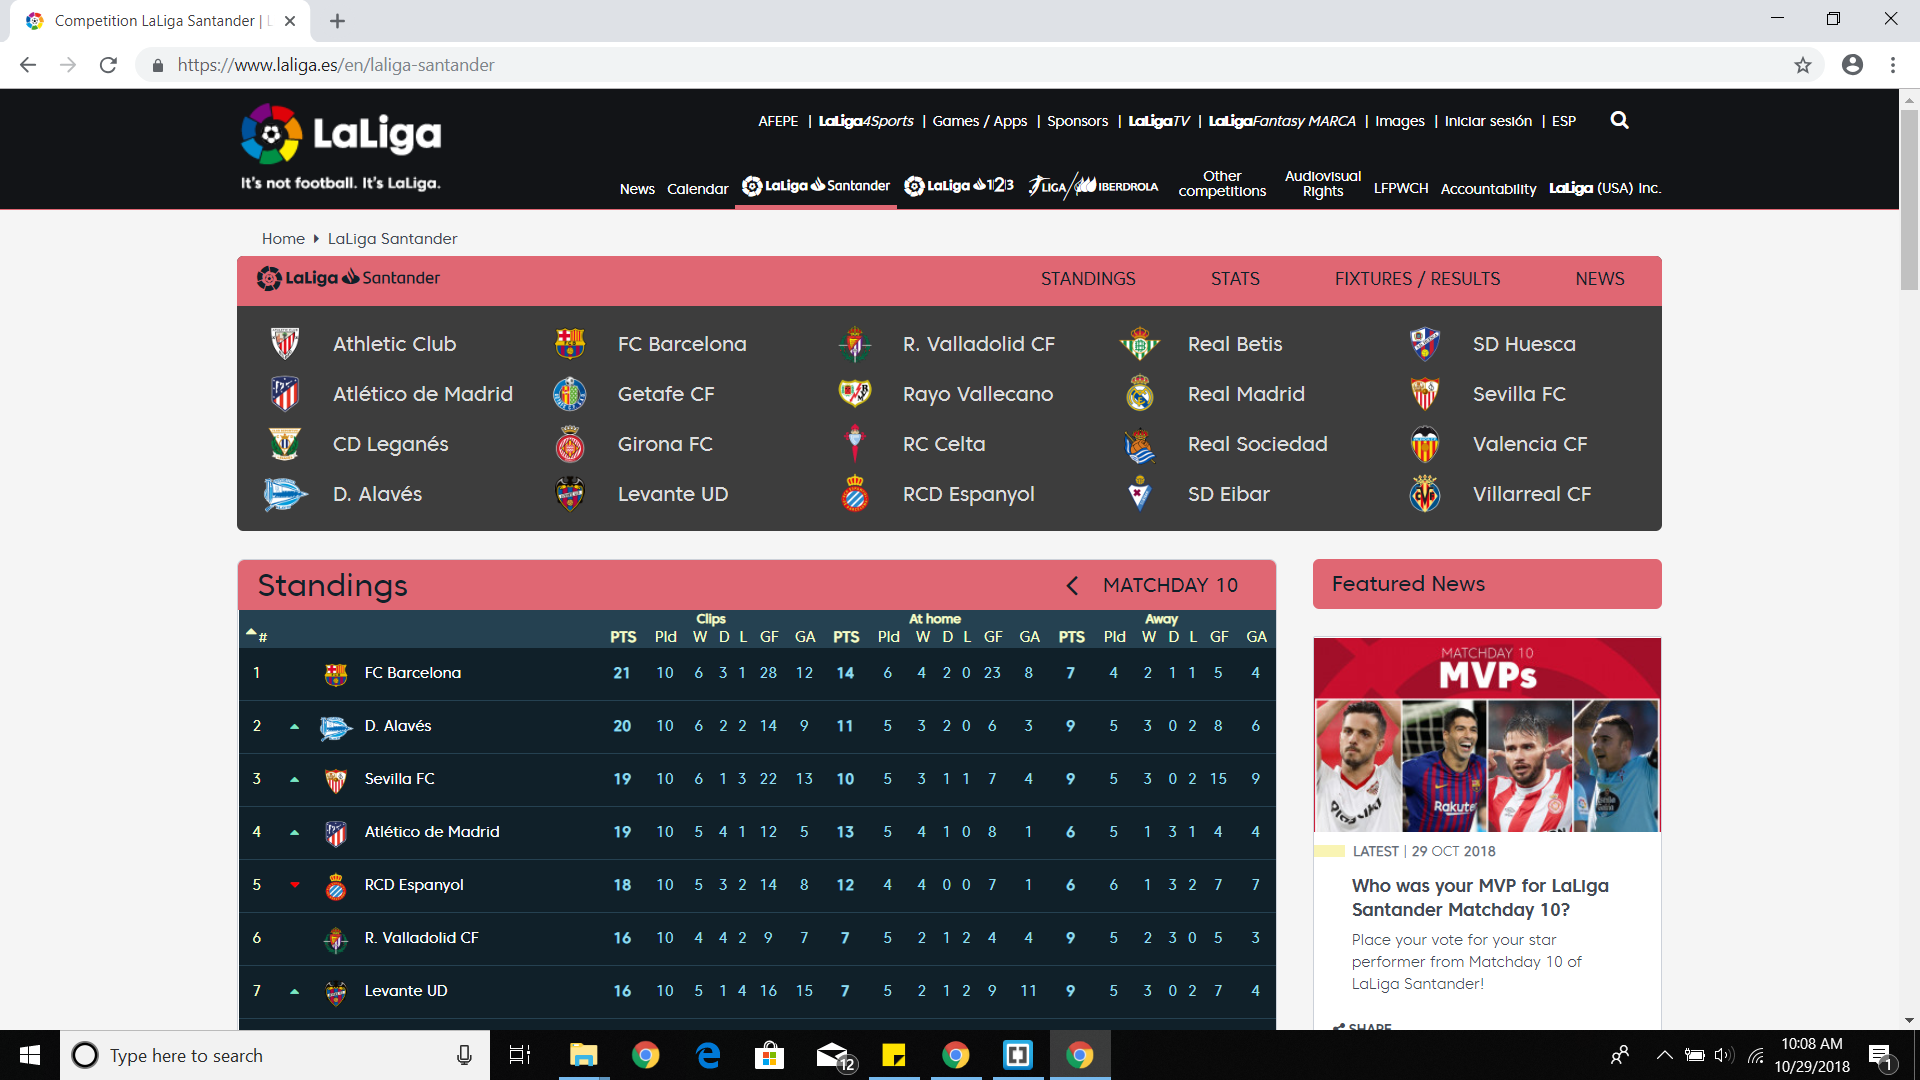 Competition LaLiga Santander | L
https://www.laliga.es/en/laliga-santander
LaLiga
It's not football. It's LaLiga.
AFEPE | LaLiga4Sports | Games / Apps | Sponsors | LaLigaTV | LaLigaFantasy MARCA | Images | Iniciar sesión | ESP
News Calendar LaLiga Santander LaLiga 1|2|3 LIGA IBERDROLA Other competitions Audiovisual Rights LFPWCH Accountability LaLiga (USA) Inc.
Home LaLiga Santander
LaLiga Santander STANDINGS STATS FIXTURES / RESULTS NEWS
Athletic Club FC Barcelona R. Valladolid CF Real Betis SD Huesca
Atlético de Madrid Getafe CF Rayo Vallecano Real Madrid Sevilla FC
CD Leganés Girona FC RC Celta Real Sociedad Valencia CF
D. Alavés Levante UD RCD Espanyol SD Eibar Villarreal CF
Standings MATCHDAY 10
Clips At home Away
# PTS Pld W D L GF GA PTS Pld W D L GF GA PTS Pld W D L GF GA
1 FC Barcelona 21 10 6 3 1 28 12 14 6 4 2 0 23 8 7 4 2 1 1 5 4
2 D. Alavés 20 10 6 2 2 14 9 11 5 3 2 0 6 3 9 5 3 0 2 8 6
3 Sevilla FC 19 10 6 1 3 22 13 10 5 3 1 1 7 4 9 5 3 0 2 15 9
4 Atlético de Madrid 19 10 5 4 1 12 5 13 5 4 1 0 8 1 6 5 1 3 1 4 4
5 RCD Espanyol 18 10 5 3 2 14 8 12 4 4 0 0 7 1 6 6 1 3 2 7 7
6 R. Valladolid CF 16 10 4 4 2 9 7 7 5 2 1 2 4 4 9 5 2 3 0 5 3
7 Levante UD 16 10 5 1 4 16 15 7 5 2 1 2 9 11 9 5 3 0 2 7 4
Featured News
MATCHDAY 10
MVPs
Rakute
LATEST | 29 OCT 2018
Who was your MVP for LaLiga
Santander Matchday 10?
Place your vote for your star
performer from Matchday 10 of
LaLiga Santander!
SHARE
Type here to search
12
10:08 AM
10/29/2018
1